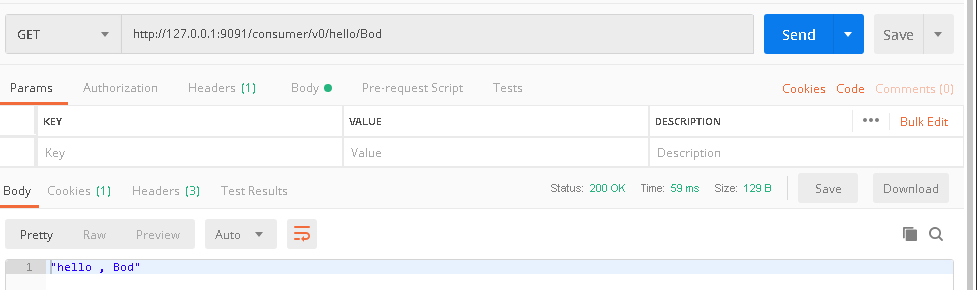 GET http://127.0.0.1:9091/consumer/v0/hello/Bod Send Save
Params Authorization Headers (1) Body Pre-request Script Tests Cookies Code Comments (0)
KEY VALUE DESCRIPTION ••• Bulk Edit
Key Value Description
Body Cookies (1) Headers (3) Test Results Status: 200 OK Time: 59 ms Size: 129 B Save Download
Pretty Raw Preview Auto
1 "hello , Bod"